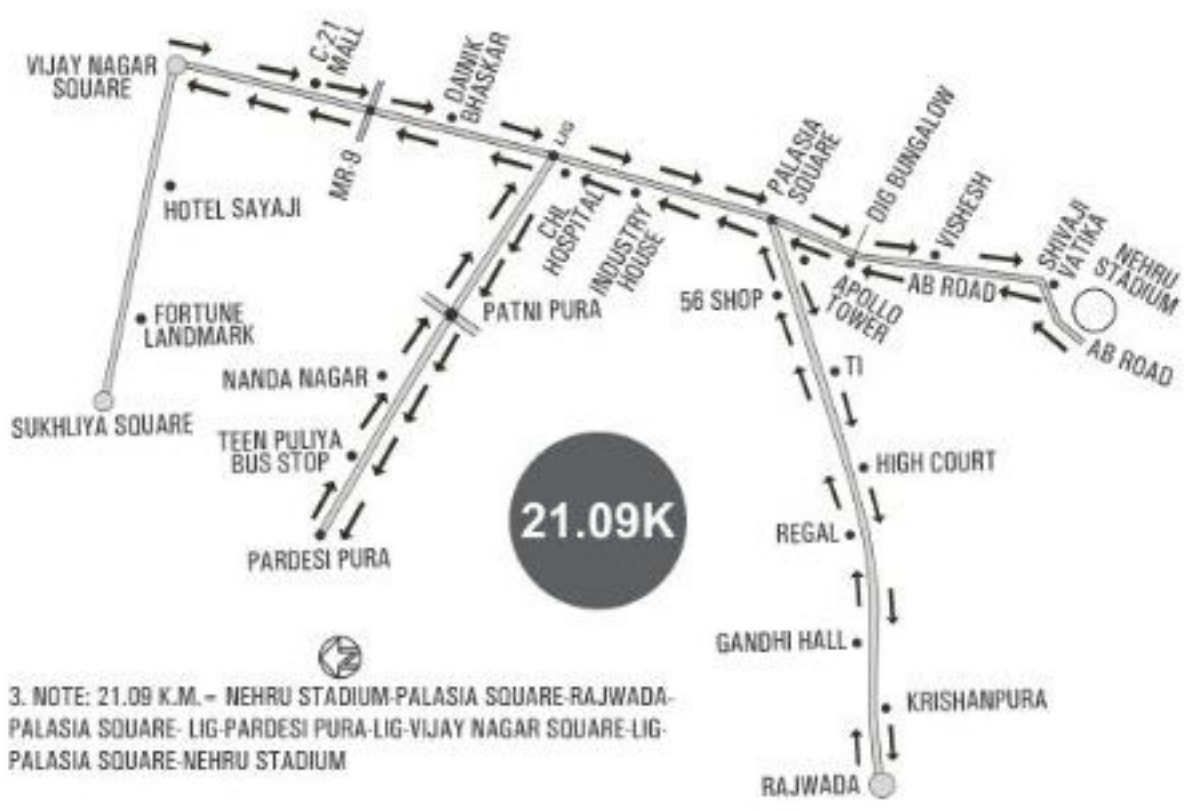 C-21
MALL
VIJAY NAGAR
SQUARE
DAINIK
BHASKAR
LIG
MR-9
HOTEL SAYAJI
FORTUNE
LANDMARK
SUKHLIYA SQUARE
CHL
HOSPITAL
INDUSTRY
HOUSE
PALASIA
SQUARE
DIG BUNGALOW
VISHESH
SHIVAJI
VATIKA
NEHRU
STADIUM
AB ROAD
AB ROAD
APOLLO
TOWER
56 SHOP
PATNI PURA
NANDA NAGAR
TI
TEEN PULIYA
BUS STOP
HIGH COURT
PARDESI PURA
21.09K
REGAL
GANDHI HALL
KRISHANPURA
RAJWADA
N
3. NOTE: 21.09 K.M. = NEHRU STADIUM-PALASIA SQUARE-RAJWADA-
PALASIA SQUARE- LIG-PARDESI PURA-LIG-VIJAY NAGAR SQUARE-LIG-
PALASIA SQUARE-NEHRU STADIUM